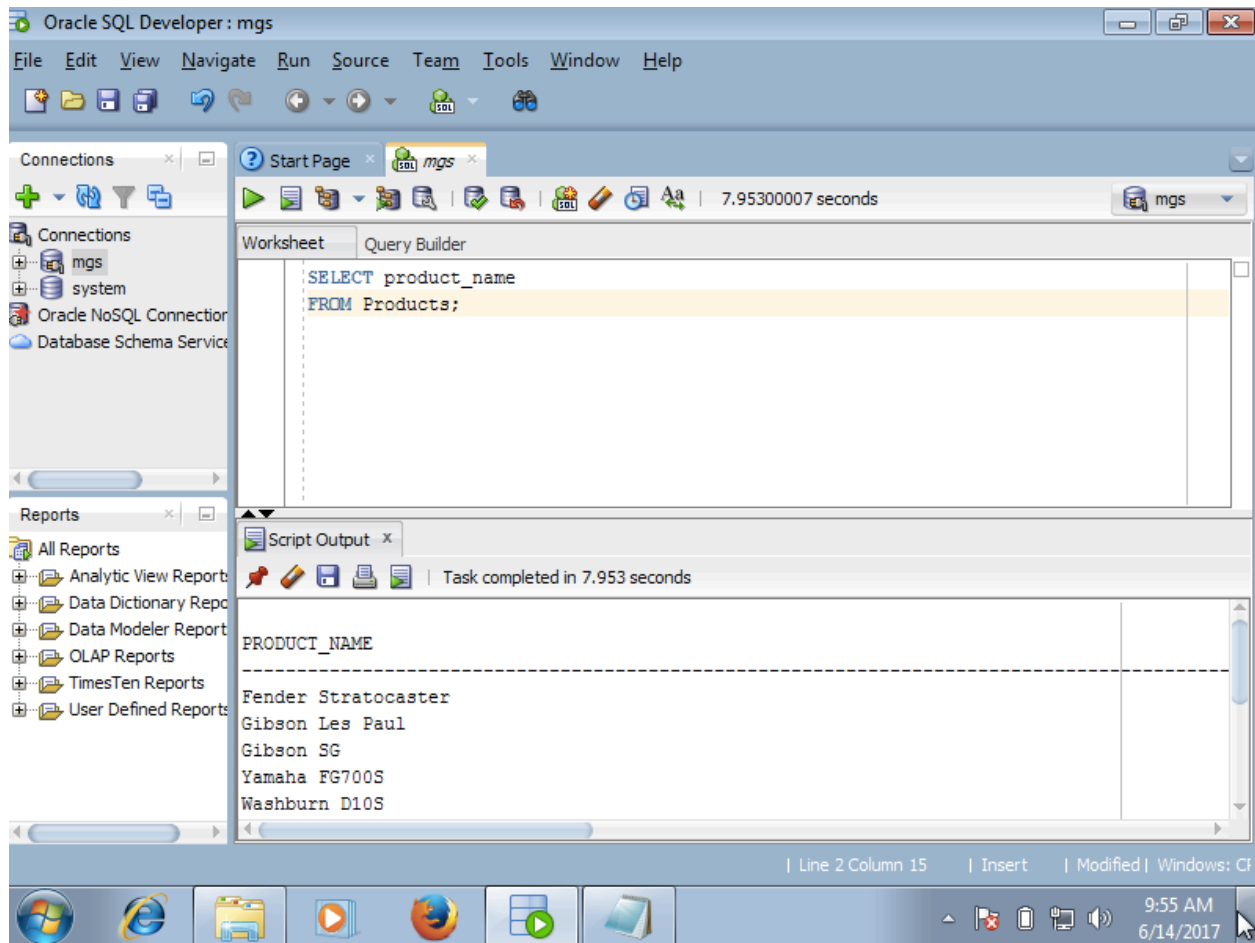 Oracle SQL Developer : mgs
File Edit View Navigate Run Source Team Tools Window Help
Connections
Start Page
mgs
7.95300007 seconds
mgs
Connections
mgs
system
Oracle NoSQL Connection
Database Schema Service
Worksheet Query Builder
SELECT product_name
FROM Products;
Reports
All Reports
Analytic View Reports
Data Dictionary Repo
Data Modeler Report
OLAP Reports
TimesTen Reports
User Defined Reports
Script Output
Task completed in 7.953 seconds
PRODUCT_NAME
Fender Stratocaster
Gibson Les Paul
Gibson SG
Yamaha FG700S
Washburn D10S
| Line 2 Column 15 | Insert | Modified | Windows:
9:55 AM
6/14/2017